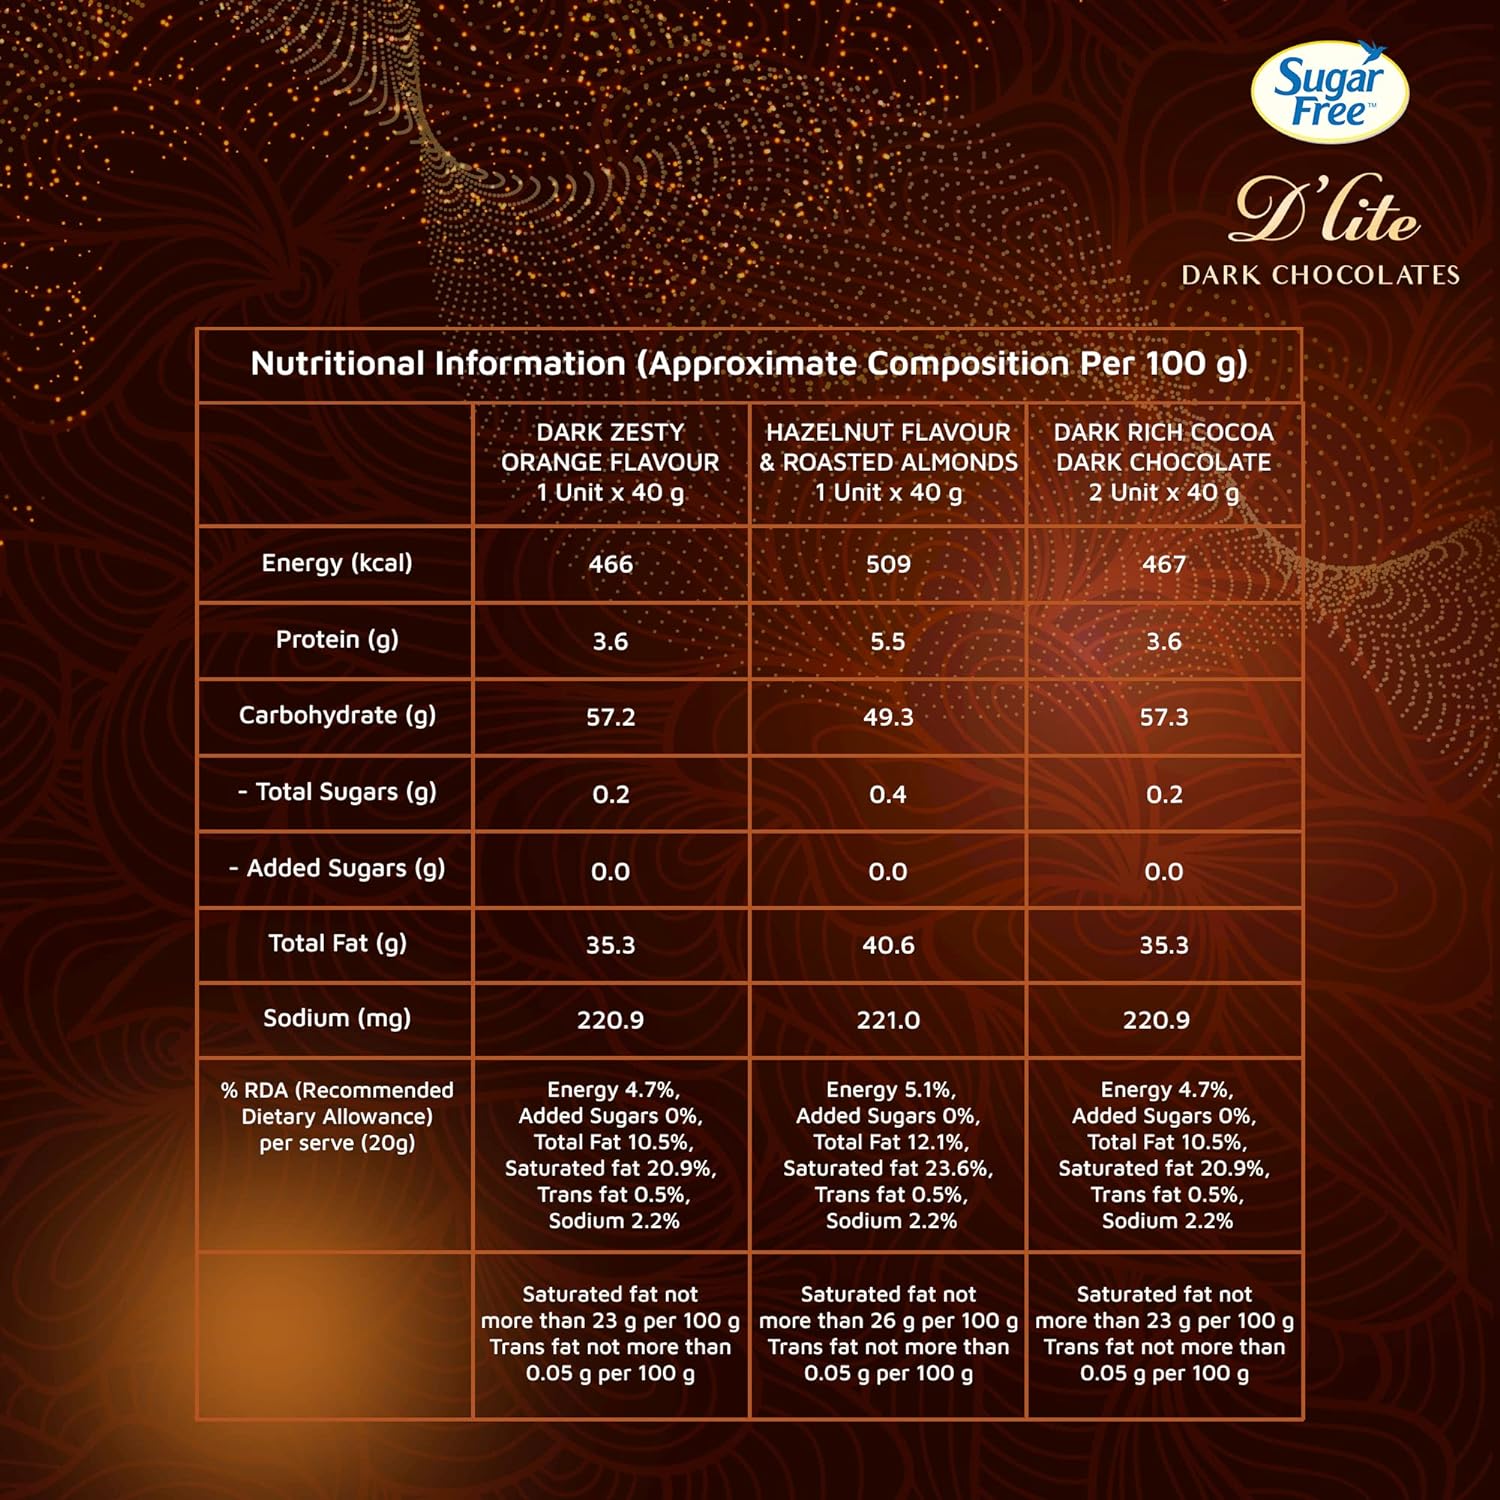 Sugar
Free™
D'lite
DARK CHOCOLATES
Nutritional Information (Approximate Composition Per 100 g)
DARK ZESTY
ORANGE FLAVOUR
1 Unit x 40 g
HAZELNUT FLAVOUR
& ROASTED ALMONDS
1 Unit x 40 g
DARK RICH COCOA
DARK CHOCOLATE
2 Unit x 40 g
Energy (kcal) 466 509 467
Protein (g) 3.6 5.5 3.6
Carbohydrate (g) 57.2 49.3 57.3
- Total Sugars (g) 0.2 0.4 0.2
- Added Sugars (g) 0.0 0.0 0.0
Total Fat (g) 35.3 40.6 35.3
Sodium (mg) 220.9 221.0 220.9
% RDA (Recommended
Dietary Allowance)
per serve (20g)
Energy 4.7%,
Added Sugars 0%,
Total Fat 10.5%,
Saturated fat 20.9%,
Trans fat 0.5%,
Sodium 2.2%
Energy 5.1%,
Added Sugars 0%,
Total Fat 12.1%,
Saturated fat 23.6%,
Trans fat 0.5%,
Sodium 2.2%
Energy 4.7%,
Added Sugars 0%,
Total Fat 10.5%,
Saturated fat 20.9%,
Trans fat 0.5%,
Sodium 2.2%
Saturated fat not
more than 23 g per 100 g
Trans fat not more than
0.05 g per 100 g
Saturated fat not
more than 26 g per 100 g
Trans fat not more than
0.05 g per 100 g
Saturated fat not
more than 23 g per 100 g
Trans fat not more than
0.05 g per 100 g